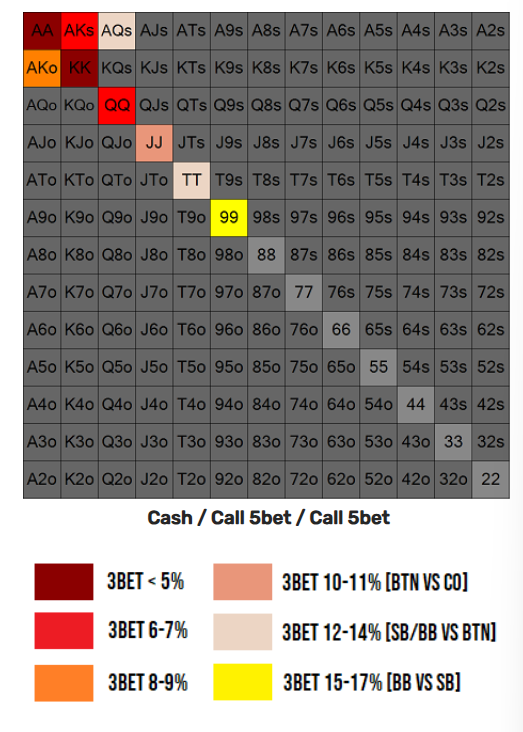 AA AKs AQs AJs ATs A9s A8s A7s A6s A5s A4s A3s A2s
AKo KK KQs KJs KTs K9s K8s K7s K6s K5s K4s K3s K2s
AQo KQo QQ QJs QTs Q9s Q8s Q7s Q6s Q5s Q4s Q3s Q2s
AJo KJo QJo JJ JTs J9s J8s J7s J6s J5s J4s J3s J2s
ATo KTo QTo JTo TT T9s T8s T7s T6s T5s T4s T3s T2s
A9o K9o Q9o J9o T9o 99 98s 97s 96s 95s 94s 93s 92s
A8o K8o Q8o J8o T8o 98o 88 87s 86s 85s 84s 83s 82s
A7o K7o Q7o J7o T7o 97o 87o 77 76s 75s 74s 73s 72s
A6o K6o Q6o J6o T6o 96o 86o 76o 66 65s 64s 63s 62s
A5o K5o Q5o J5o T5o 95o 85o 75o 65o 55 54s 53s 52s
A4o K4o Q4o J4o T4o 94o 84o 74o 64o 54o 44 43s 42s
A3o K3o Q3o J3o T3o 93o 83o 73o 63o 53o 43o 33 32s
A2o K2o Q2o J2o T2o 92o 82o 72o 62o 52o 42o 32o 22
Cash / Call 5bet / Call 5bet
3BET < 5% 3BET 10-11% [BTN VS CO]
3BET 6-7% 3BET 12-14% [SB/BB VS BTN]
3BET 8-9% 3BET 15-17% [BB VS SB]